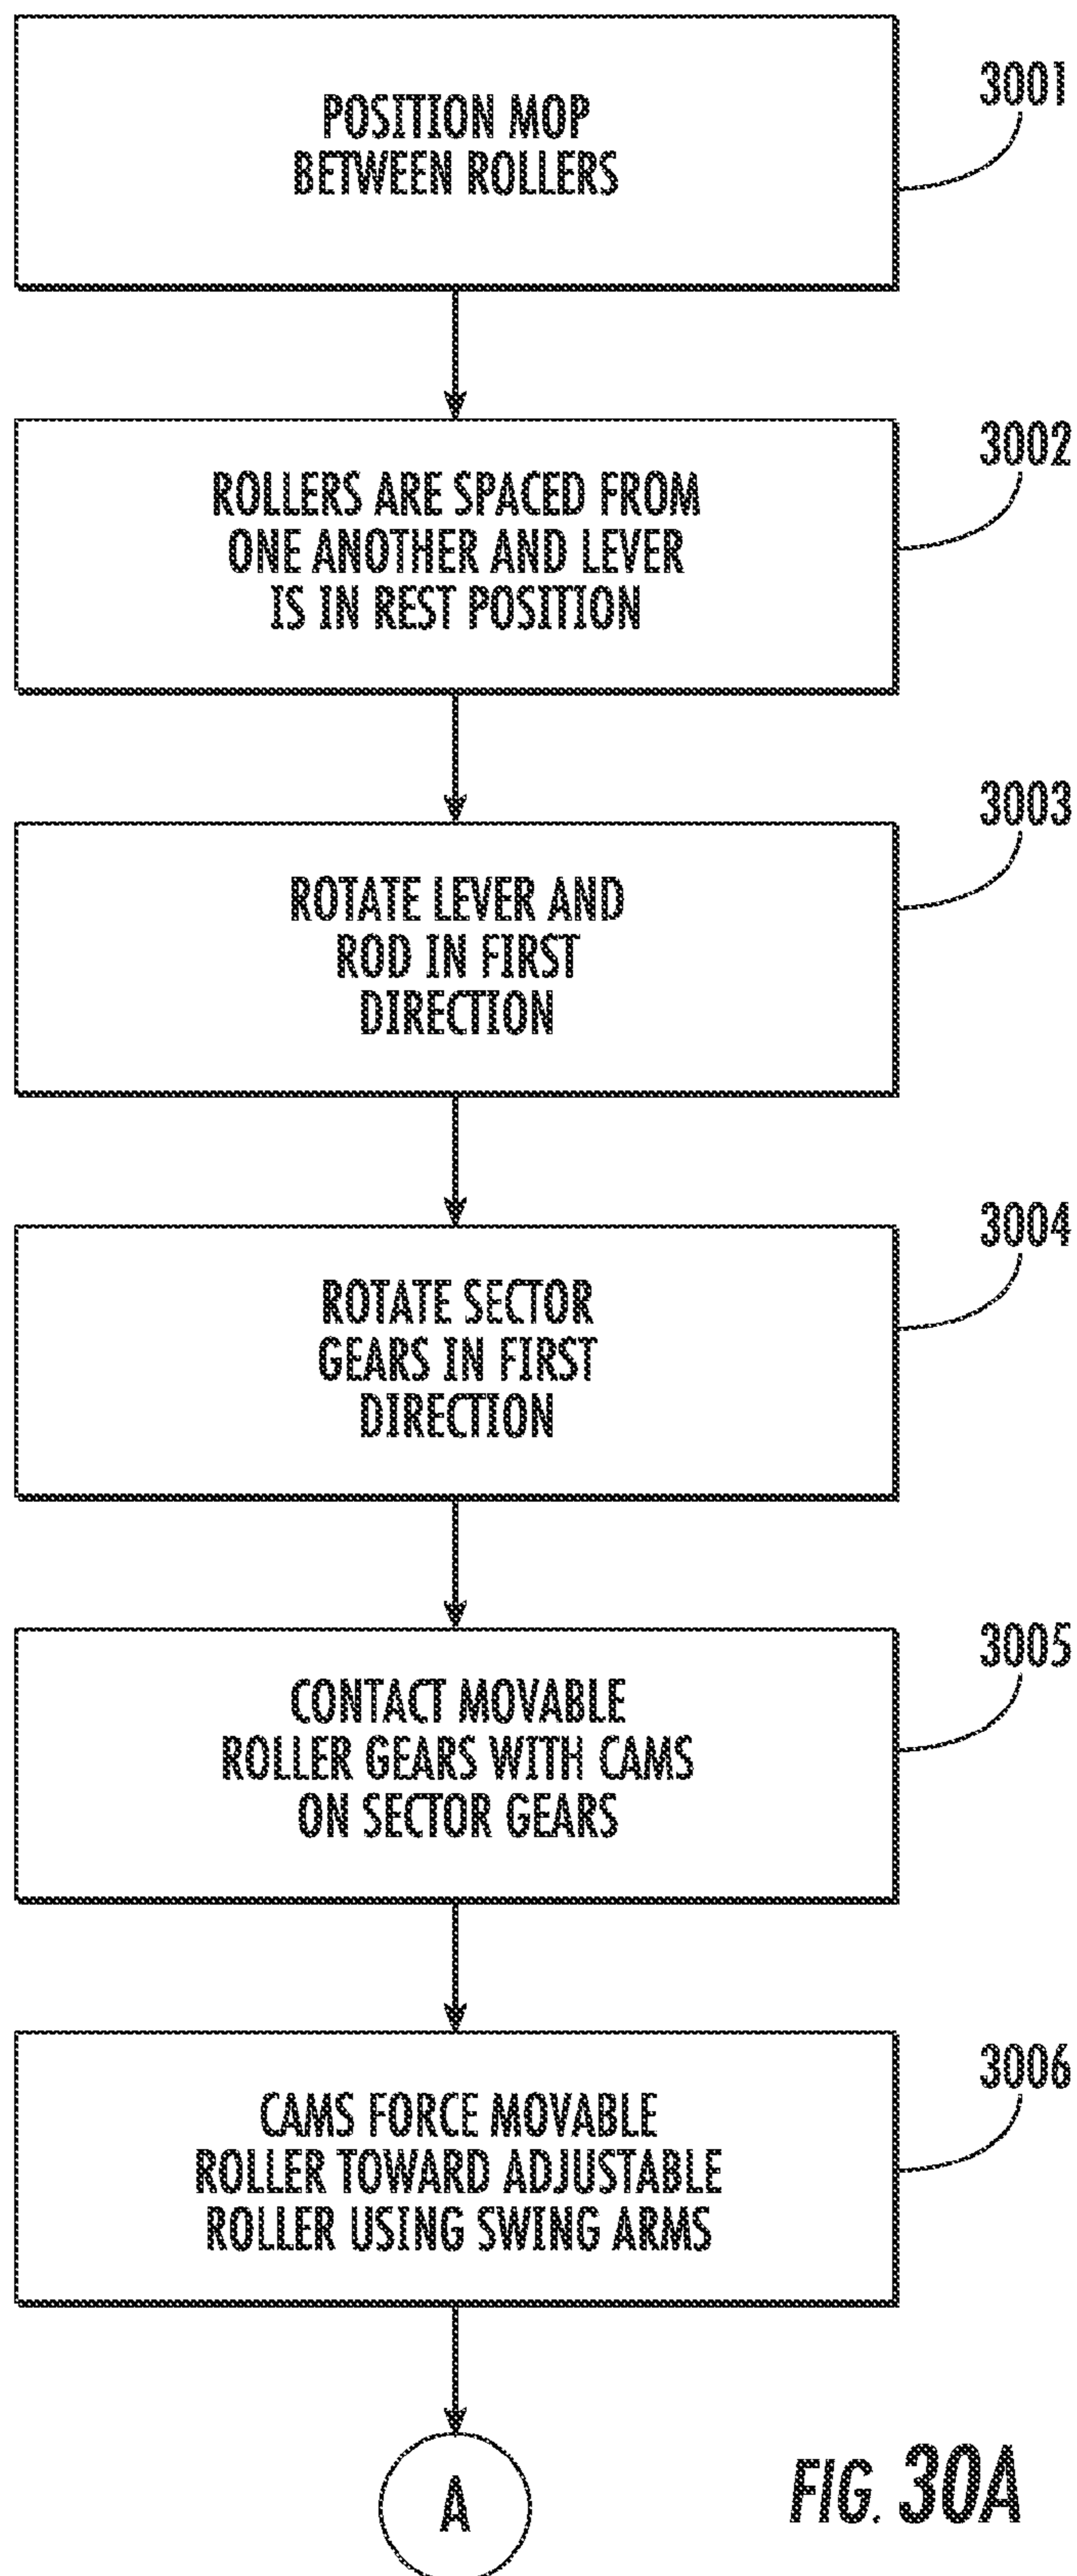 POSITION MOP
BETWEEN ROLLERS
3001
ROLLERS ARE SPACED FROM
ONE ANOTHER AND LEVER
IS IN REST POSITION
3002
ROTATE LEVER AND
ROD IN FIRST
DIRECTION
3003
ROTATE SECTOR
GEARS IN FIRST
DIRECTION
3004
CONTACT MOVABLE
ROLLER GEARS WITH CAMS
ON SECTOR GEARS
3005
CAMS FORCE MOVABLE
ROLLER TOWARD ADJUSTABLE
ROLLER USING SWING ARMS
3006
A
FIG. 30A